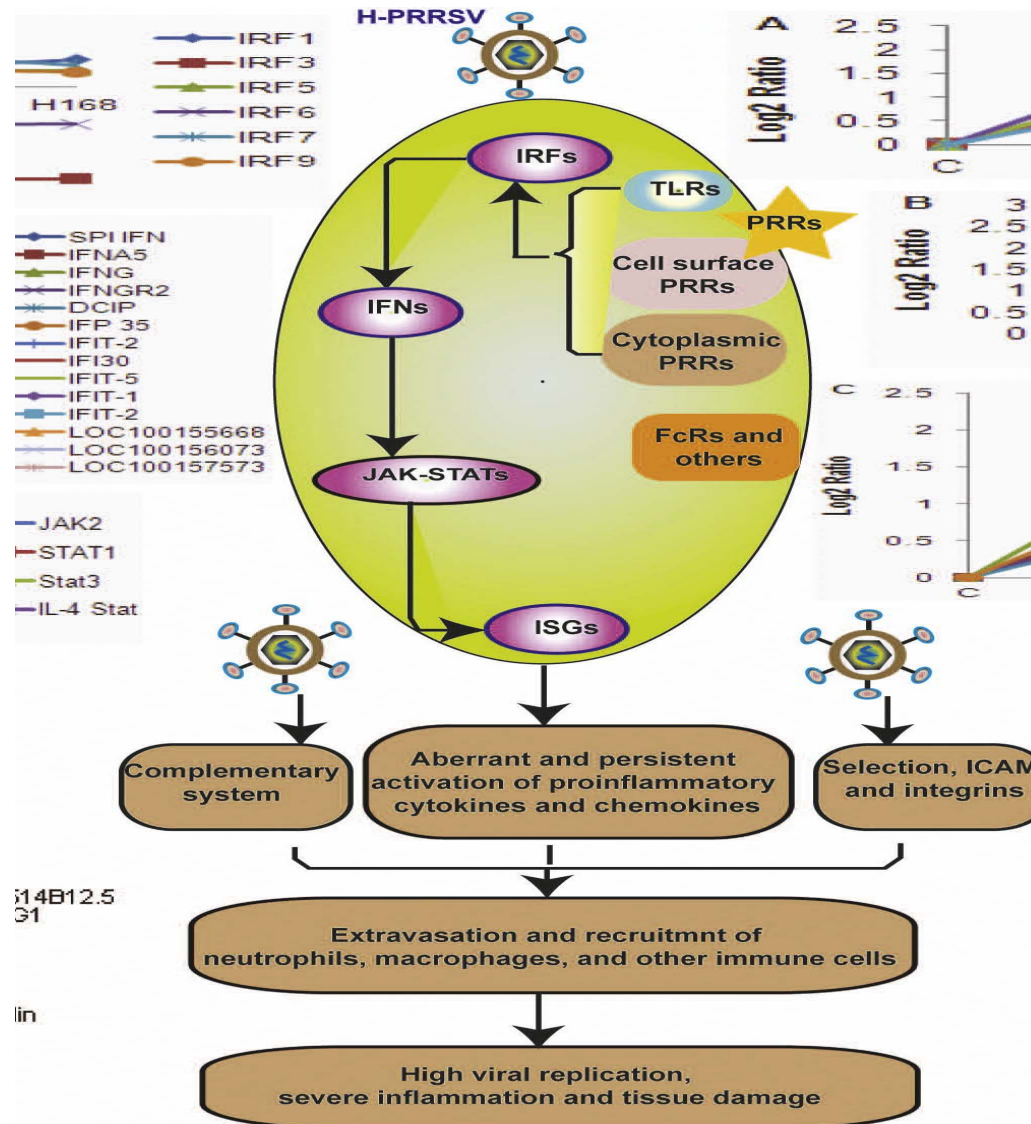 H-PRRSV
IRF1
IRF3
IRF5
IRF6
IRF7
IRF9
H168
A
2.5
2
1.5
1
0.5
0
Log2 Ratio
C
IRFs
TLRs
PRRs
Cell surface
PRRs
IFNs
Cytoplasmic
PRRs
FcRs and
others
JAK-STATs
ISGs
B
3
2.5
2
1.5
1
0.5
0
Log2 Ratio
SPI IFN
IFNA5
IFNG
IFNGR2
DCIP
IFP 35
IFIT-2
IFI30
IFIT-5
IFIT-1
IFIT-2
LOC100155668
LOC100156073
LOC100157573
C
2.5
2
1.5
1
0.5
0
Log2 Ratio
C
JAK2
STAT1
Stat3
IL-4 Stat
Complementary
system
Aberrant and persistent
activation of proinflammatory
cytokines and chemokines
Selection, ICAM
and integrins
514B12.5
G1
Extravasation and recruitmnt of
neutrophils, macrophages, and other immune cells
lin
High viral replication,
severe inflammation and tissue damage